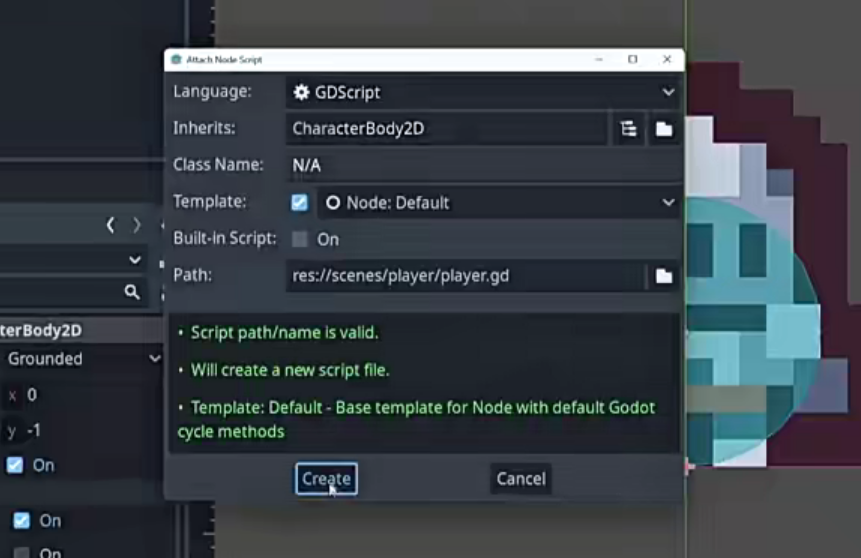 Attach Node Script
Language: GDScript
Inherits: CharacterBody2D
Class Name: N/A
Template: Node: Default
Built-in Script: On
Path: res://scenes/player/player.gd
• Script path/name is valid.
• Will create a new script file.
• Template: Default - Base template for Node with default Godot
cycle methods
Create Cancel
terBody2D
Grounded
x 0
y -1
On
On
On